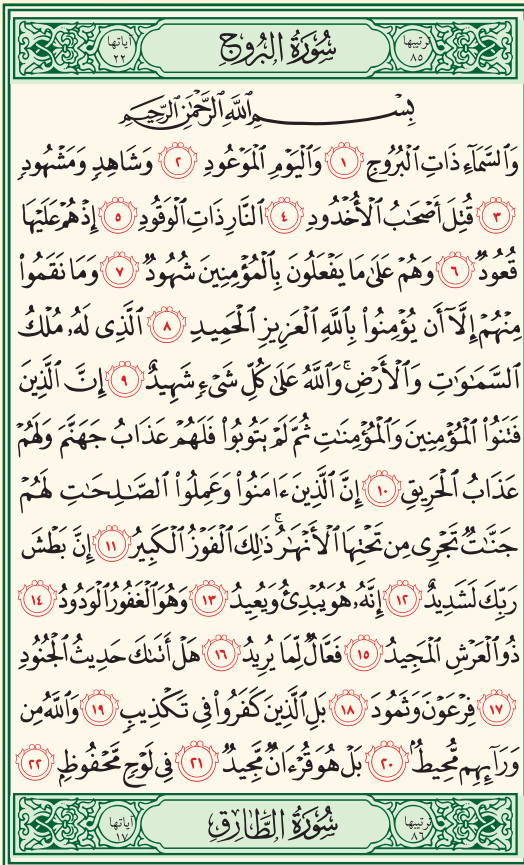 ترتيبها ٨٥ سُورَةُ البُرُوجِ آياتها ٢٢
بِسْمِ اللَّهِ الرَّحْمَٰنِ الرَّحِيمِ
وَٱلسَّمَآءِ ذَاتِ ٱلْبُرُوجِ ١ وَٱلْيَوْمِ ٱلْمَوْعُودِ ٢ وَشَاهِدٍ وَمَشْهُودٍ
٣ قُتِلَ أَصْحَٰبُ ٱلْأُخْدُودِ ٤ ٱلنَّارِ ذَاتِ ٱلْوَقُودِ ٥ إِذْ هُمْ عَلَيْهَا
قُعُودٌ ٦ وَهُمْ عَلَىٰ مَا يَفْعَلُونَ بِٱلْمُؤْمِنِينَ شُهُودٌ ٧ وَمَا نَقَمُوا۟
مِنْهُمْ إِلَّآ أَن يُؤْمِنُوا۟ بِٱللَّهِ ٱلْعَزِيزِ ٱلْحَمِيدِ ٨ ٱلَّذِى لَهُۥ مُلْكُ
ٱلسَّمَٰوَٰتِ وَٱلْأَرْضِ ۚ وَٱللَّهُ عَلَىٰ كُلِّ شَىْءٍ شَهِيدٌ ٩ إِنَّ ٱلَّذِينَ
فَتَنُوا۟ ٱلْمُؤْمِنِينَ وَٱلْمُؤْمِنَٰتِ ثُمَّ لَمْ يَتُوبُوا۟ فَلَهُمْ عَذَابُ جَهَنَّمَ وَلَهُمْ
عَذَابُ ٱلْحَرِيقِ ١٠ إِنَّ ٱلَّذِينَ ءَامَنُوا۟ وَعَمِلُوا۟ ٱلصَّٰلِحَٰتِ لَهُمْ
جَنَّٰتٌ تَجْرِى مِن تَحْتِهَا ٱلْأَنْهَٰرُ ۚ ذَٰلِكَ ٱلْفَوْزُ ٱلْكَبِيرُ ١١ إِنَّ بَطْشَ
رَبِّكَ لَشَدِيدٌ ١٢ إِنَّهُۥ هُوَ يُبْدِئُ وَيُعِيدُ ١٣ وَهُوَ ٱلْغَفُورُ ٱلْوَدُودُ ١٤
ذُو ٱلْعَرْشِ ٱلْمَجِيدُ ١٥ فَعَّالٌ لِّمَا يُرِيدُ ١٦ هَلْ أَتَىٰكَ حَدِيثُ ٱلْجُنُودِ
١٧ فِرْعَوْنَ وَثَمُودَ ١٨ بَلِ ٱلَّذِينَ كَفَرُوا۟ فِى تَكْذِيبٍ ١٩ وَٱللَّهُ مِن
وَرَآئِهِم مُّحِيطٌۢ ٢٠ بَلْ هُوَ قُرْءَانٌ مَّجِيدٌ ٢١ فِى لَوْحٍ مَّحْفُوظٍۭ ٢٢
ترتيبها ٨٦ سُورَةُ الطَّارِقِ آياتها ١٧